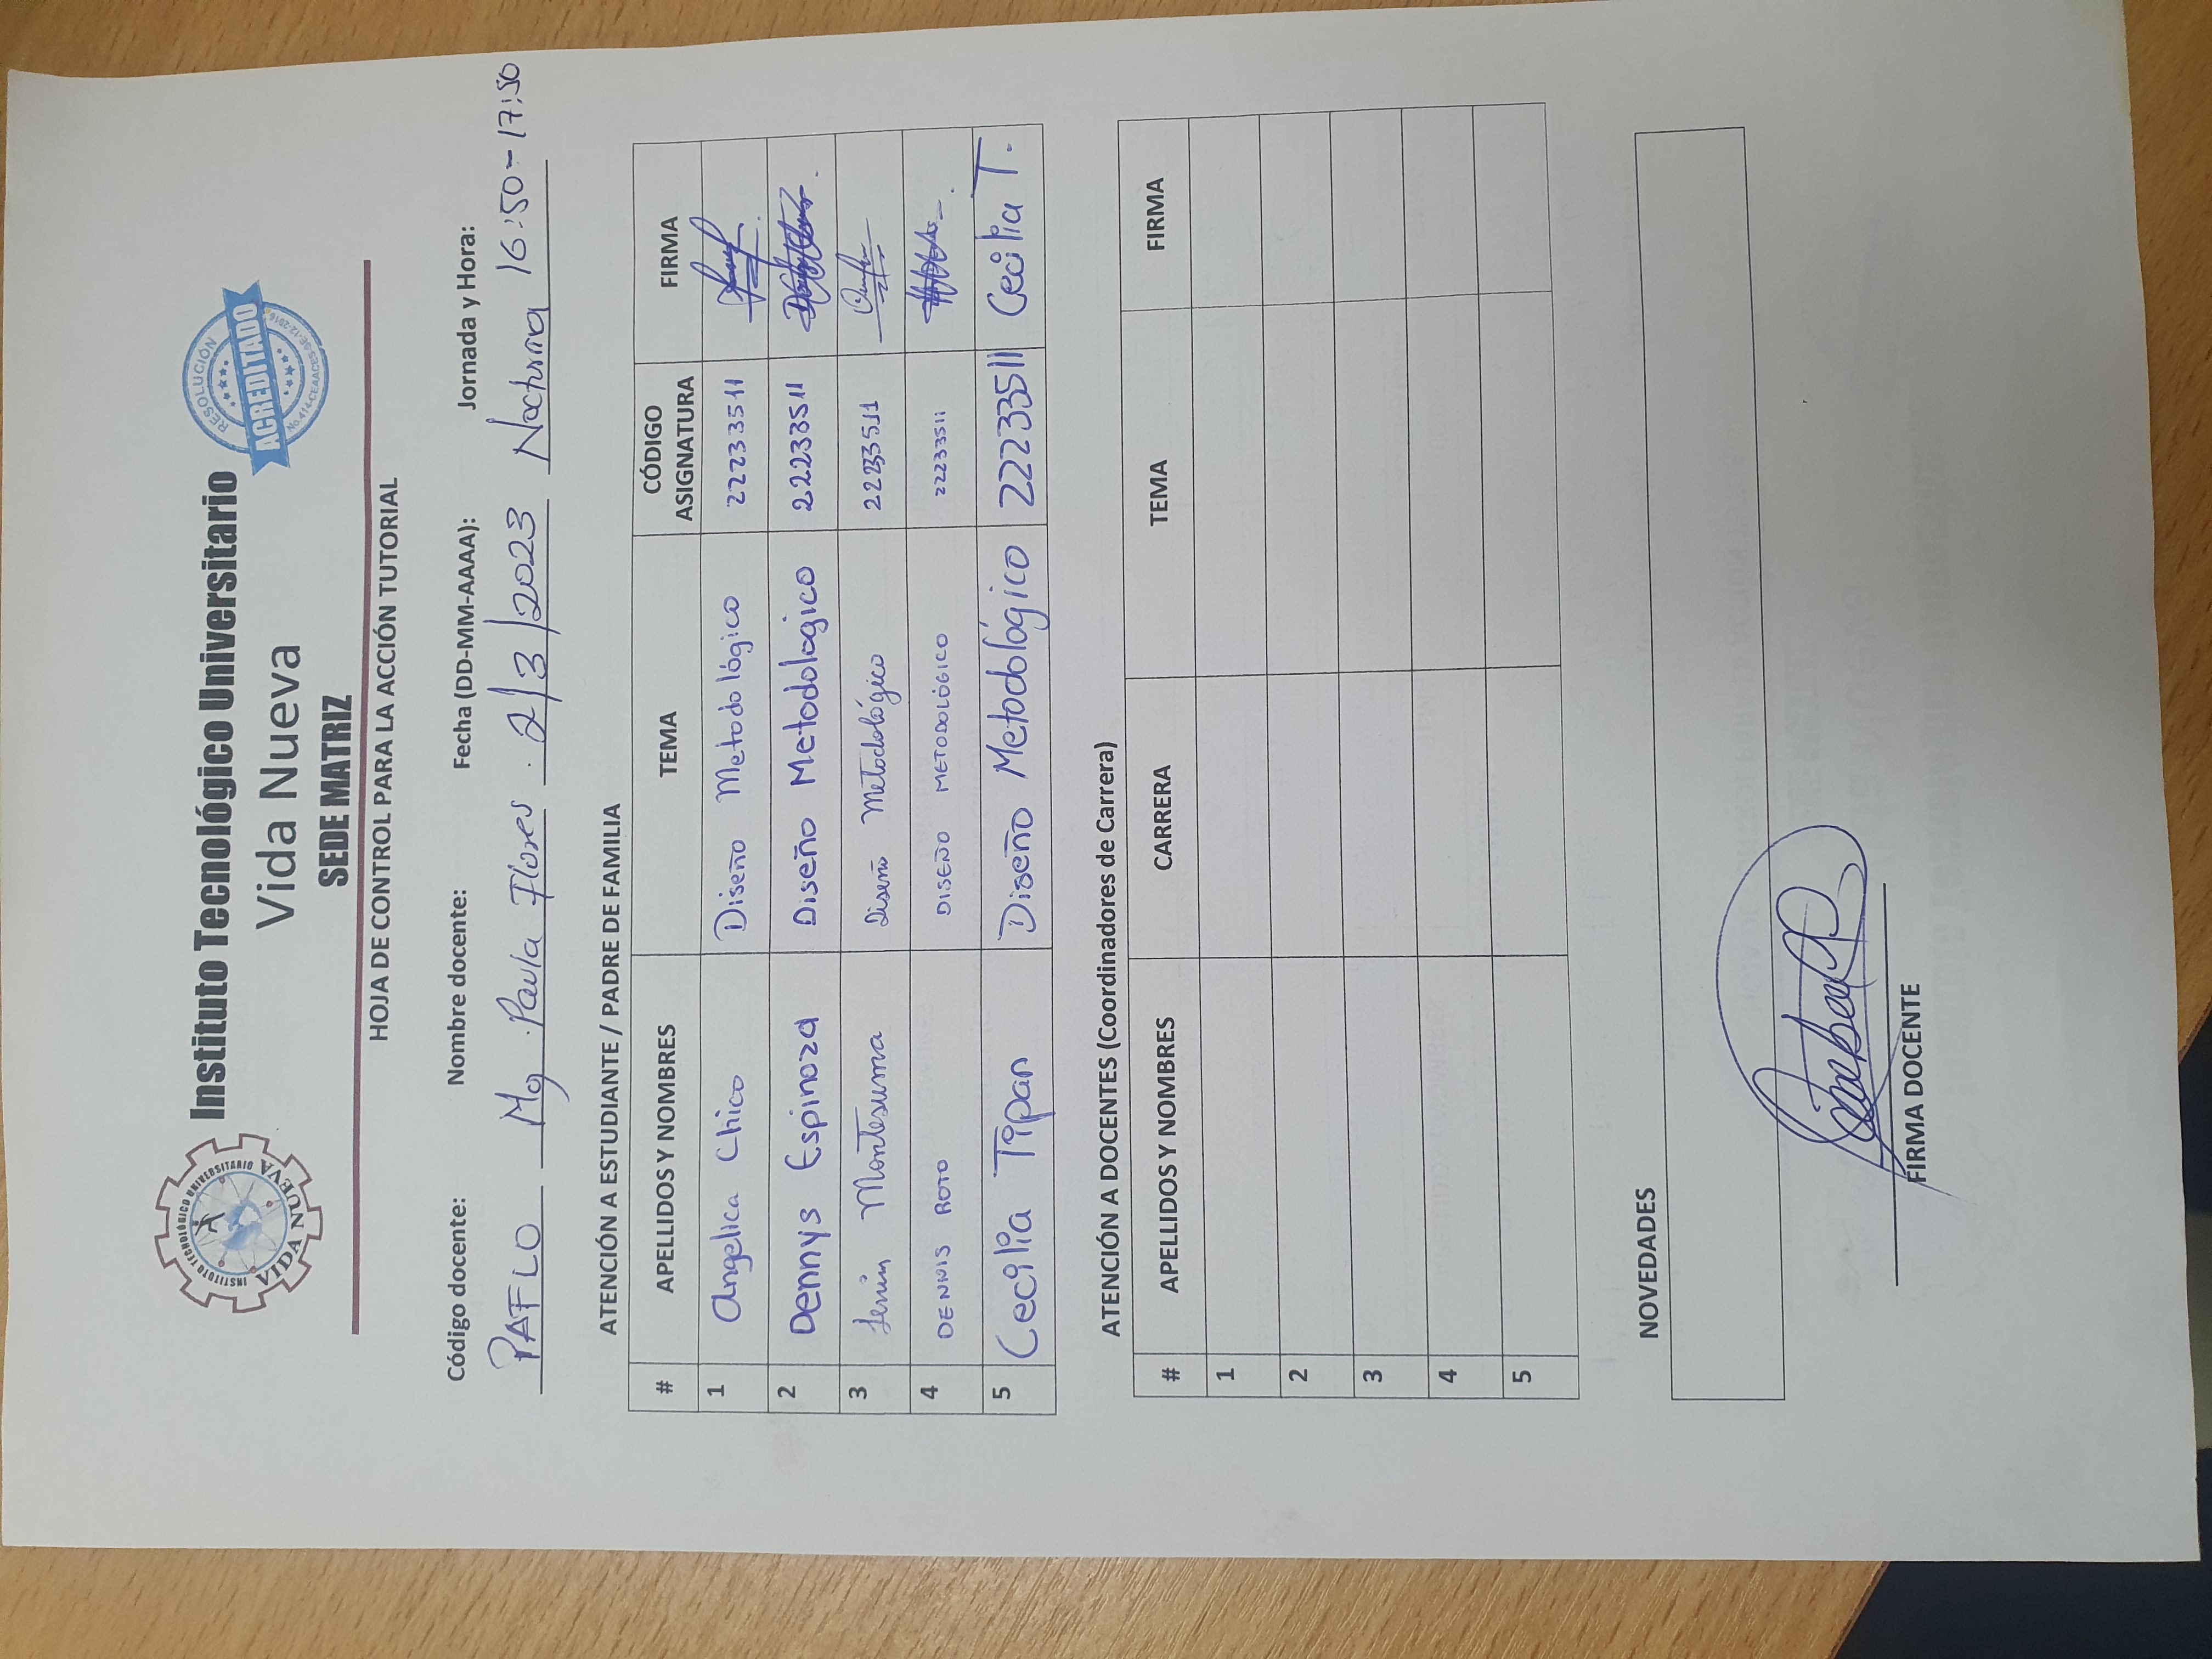 INSTITUTO TECNOLÓGICO UNIVERSITARIO
VIDA NUEVA
Instituto Tecnológico Universitario
Vida Nueva
SEDE MATRIZ
RESOLUCIÓN
ACREDITADO
No.414-CEAACES-SE-12-2016
HOJA DE CONTROL PARA LA ACCIÓN TUTORIAL
Código docente: Nombre docente: Fecha (DD-MM-AAAA): Jornada y Hora:
PAFLO Mg. Paula Flores. 2/3/2023 Nocturna 16:50-17:50
ATENCIÓN A ESTUDIANTE / PADRE DE FAMILIA
# APELLIDOS Y NOMBRES TEMA CÓDIGO ASIGNATURA FIRMA
1 Angelica Chico Diseño Metodológico 22233511
2 Dennys Espinoza Diseño Metodologico 22233511
3 Lenin Montesuma Diseño Metodológico 22233511
4 DENNIS ROTO DISEÑO METODOLÓGICO 22233511
5 Cecilia Tipan Diseño Metodológico 22233511 Cecilia T.
ATENCIÓN A DOCENTES (Coordinadores de Carrera)
# APELLIDOS Y NOMBRES CARRERA TEMA FIRMA
1
2
3
4
5
NOVEDADES
FIRMA DOCENTE